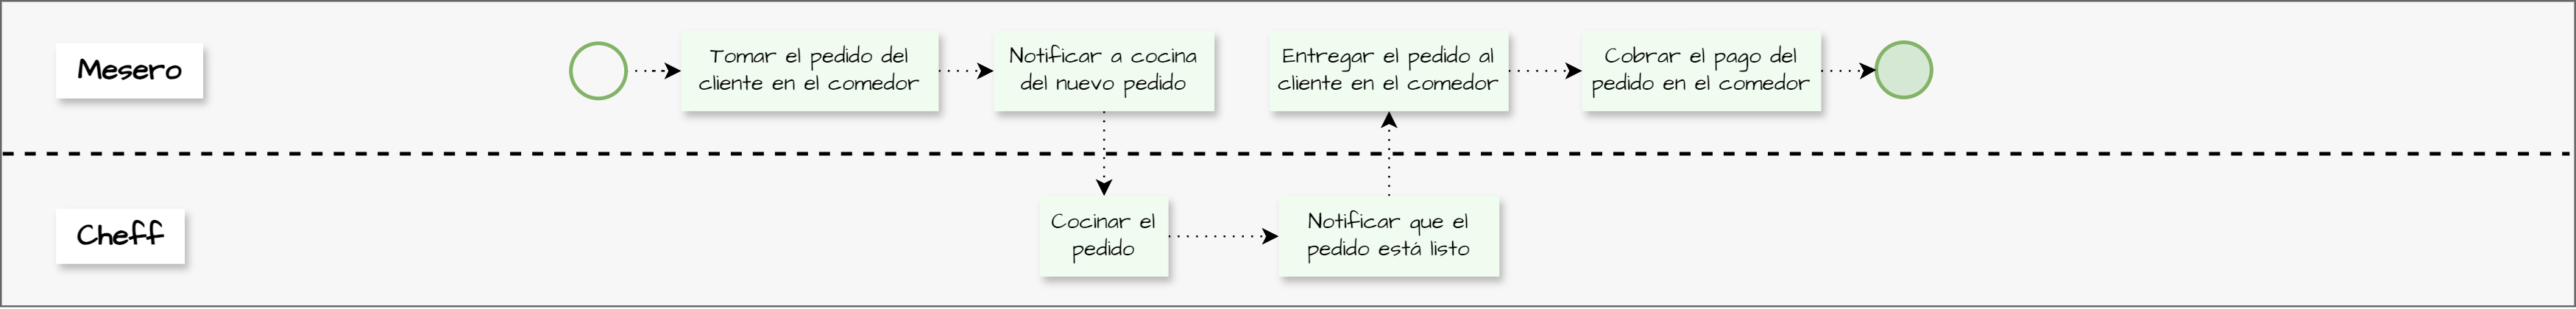 Mesero
Tomar el pedido del
cliente en el comedor
Notificar a cocina
del nuevo pedido
Entregar el pedido al
cliente en el comedor
Cobrar el pago del
pedido en el comedor
Cheff
Cocinar el
pedido
Notificar que el
pedido está listo